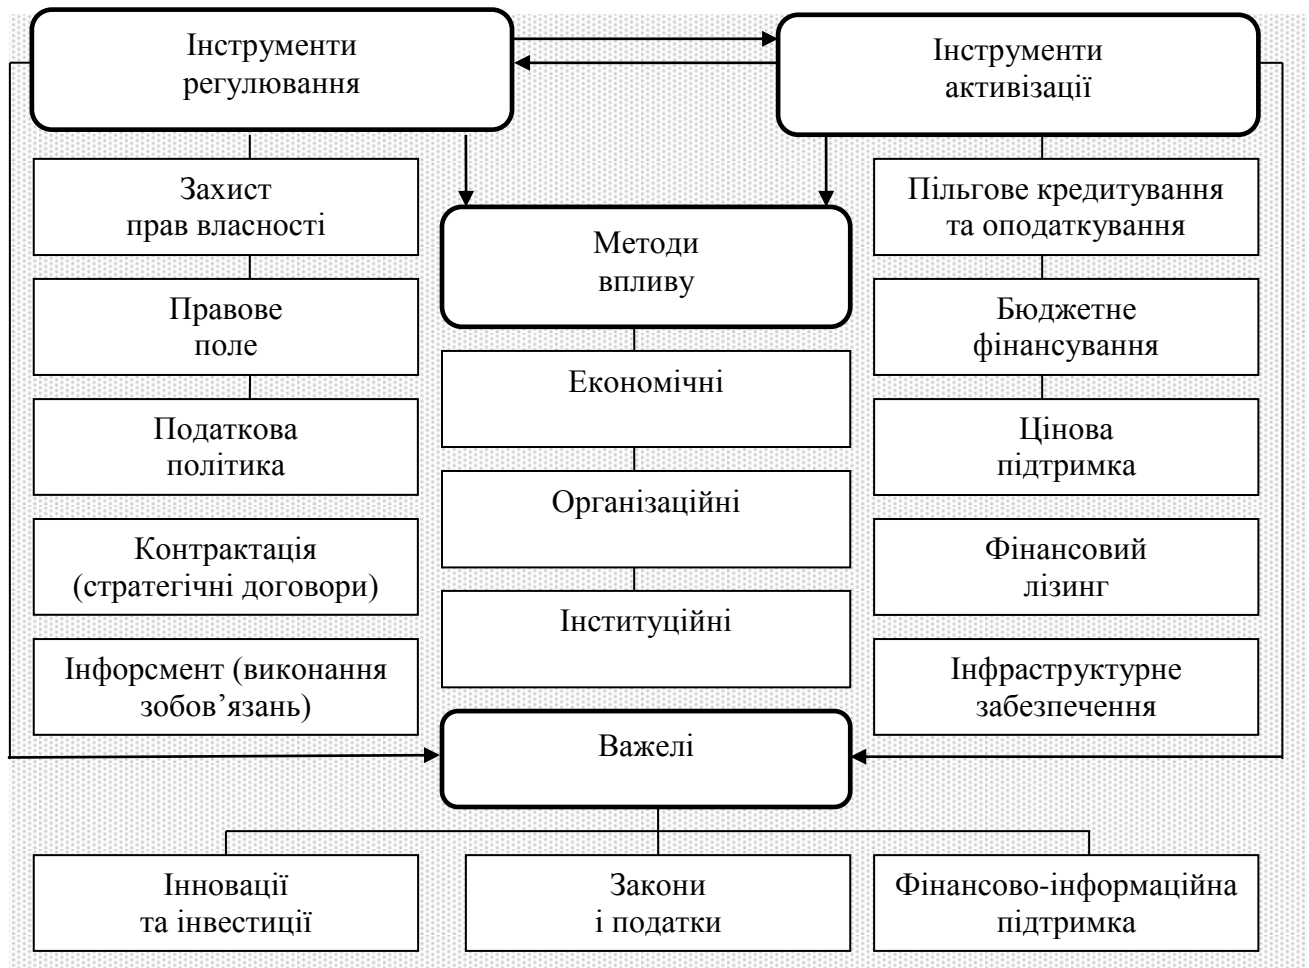 Інструменти
регулювання
Інструменти
активізації
Захист
прав власності
Правове
поле
Податкова
політика
Контрактація
(стратегічні договори)
Інфорсмент (виконання
зобов’язань)
Методи
впливу
Економічні
Організаційні
Інституційні
Пільгове кредитування
та оподаткування
Бюджетне
фінансування
Цінова
підтримка
Фінансовий
лізинг
Інфраструктурне
забезпечення
Важелі
Інновації
та інвестиції
Закони
і податки
Фінансово-інформаційна
підтримка